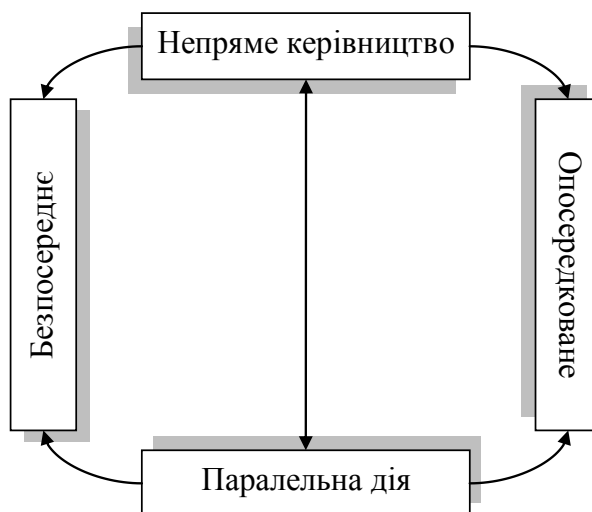 Непряме керівництво
Безпосереднє
Опосередковане
Паралельна дія